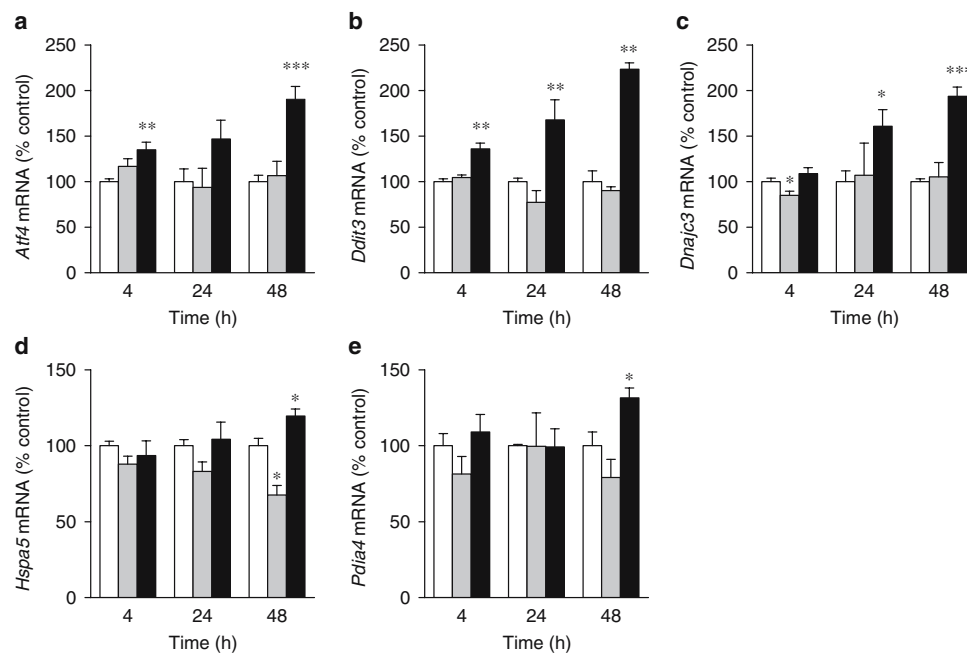 a
Atf4 mRNA (% control)
250
200
150
100
50
0
**
***
4 24 48
Time (h)
b
Ddit3 mRNA (% control)
250
200
150
100
50
0
**
**
**
4 24 48
Time (h)
c
Dnajc3 mRNA (% control)
250
200
150
100
50
0
*
*
***
4 24 48
Time (h)
d
Hspa5 mRNA (% control)
150
100
50
0
*
*
4 24 48
Time (h)
e
Pdia4 mRNA (% control)
150
100
50
0
*
4 24 48
Time (h)